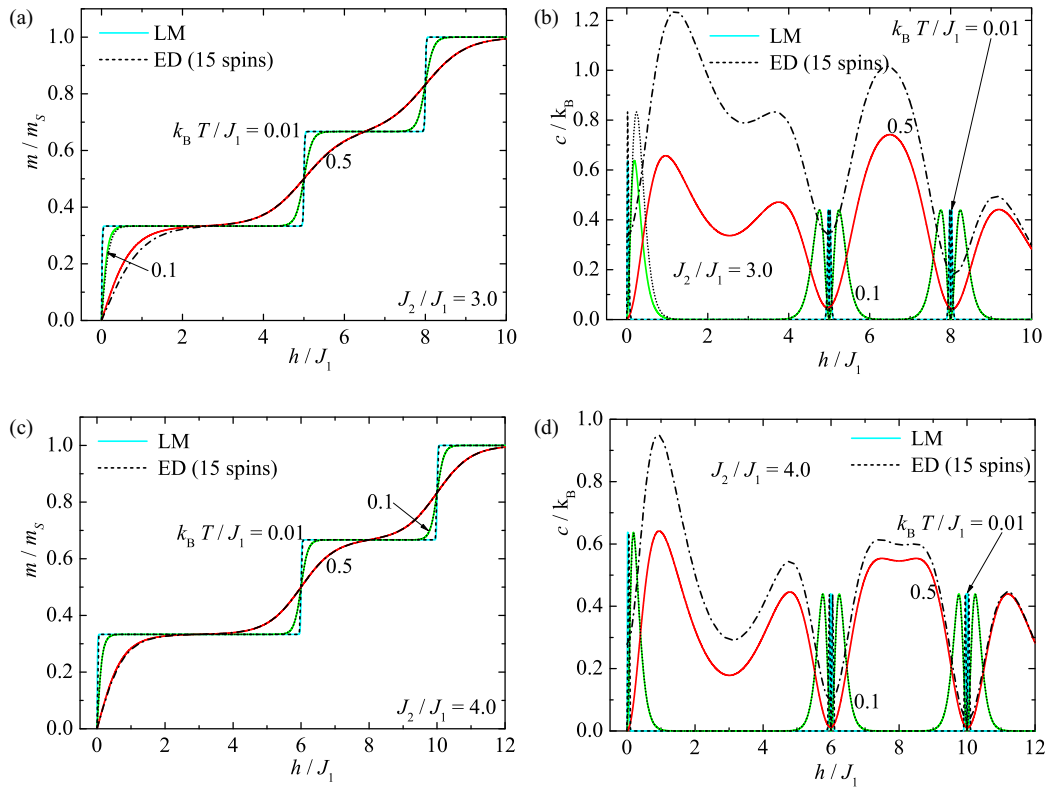 (a)
LM
ED (15 spins)
k_B T / J_1 = 0.01
0.5
0.1
J_2 / J_1 = 3.0
m / m_S
0.0
0.2
0.4
0.6
0.8
1.0
0 2 4 6 8 10
h / J_1
(b)
LM
ED (15 spins)
k_B T / J_1 = 0.01
0.5
0.1
J_2 / J_1 = 3.0
c / k_B
0.0
0.2
0.4
0.6
0.8
1.0
1.2
0 2 4 6 8 10
h / J_1
(c)
LM
ED (15 spins)
0.1
k_B T / J_1 = 0.01
0.5
J_2 / J_1 = 4.0
m / m_S
0.0
0.2
0.4
0.6
0.8
1.0
0 2 4 6 8 10 12
h / J_1
(d)
LM
ED (15 spins)
J_2 / J_1 = 4.0
k_B T / J_1 = 0.01
0.5
0.1
c / k_B
0.0
0.2
0.4
0.6
0.8
1.0
0 2 4 6 8 10 12
h / J_1